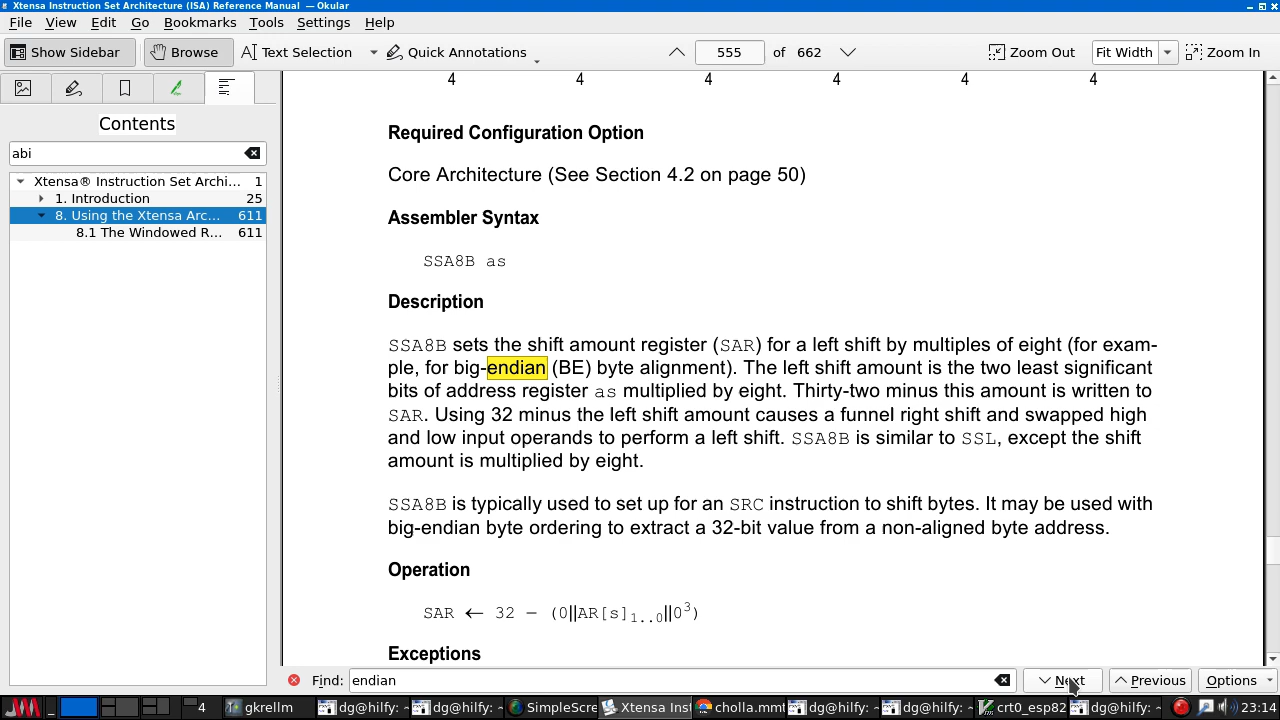 Xtensa Instruction Set Architecture (ISA) Reference Manual — Okular
File View Edit Go Bookmarks Tools Settings Help
Show Sidebar Browse Text Selection Quick Annotations 555 of 662 Zoom Out Fit Width Zoom In
Contents
abi
Xtensa® Instruction Set Archi... 1
1. Introduction 25
8. Using the Xtensa Arc... 611
8.1 The Windowed R... 611
4 4 4 4 4 4
Required Configuration Option
Core Architecture (See Section 4.2 on page 50)
Assembler Syntax
SSA8B as
Description
SSA8B sets the shift amount register (SAR) for a left shift by multiples of eight (for exam-
ple, for big-endian (BE) byte alignment). The left shift amount is the two least significant
bits of address register as multiplied by eight. Thirty-two minus this amount is written to
SAR. Using 32 minus the left shift amount causes a funnel right shift and swapped high
and low input operands to perform a left shift. SSA8B is similar to SSL, except the shift
amount is multiplied by eight.
SSA8B is typically used to set up for an SRC instruction to shift bytes. It may be used with
big-endian byte ordering to extract a 32-bit value from a non-aligned byte address.
Operation
SAR ← 32 − (0||AR[s]1..0||0³)
Exceptions
Find: endian Next Previous Options
4 gkrellm dg@hilfy: ~ dg@hilfy: ~ SimpleScre Xtensa Inst cholla.mmt dg@hilfy: ~ dg@hilfy: ~ crt0_esp82 dg@hilfy: ~ 23:14